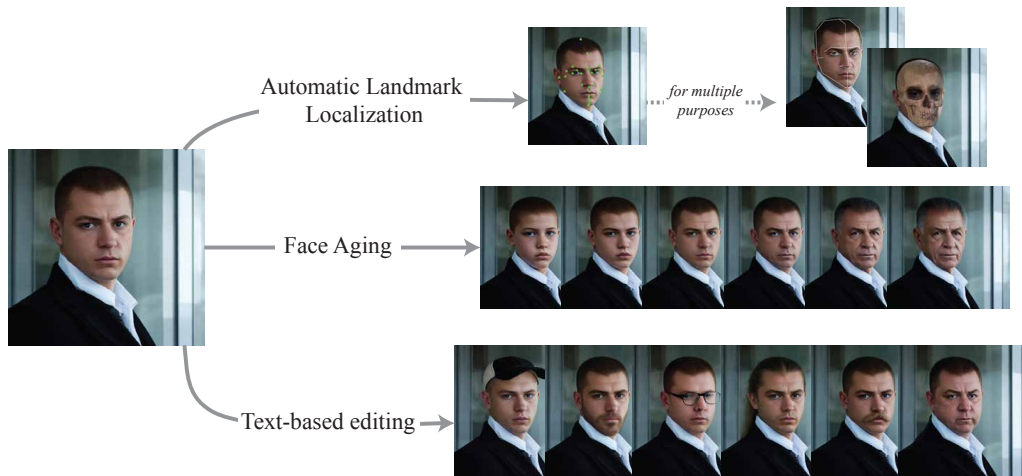 Automatic Landmark
Localization
for multiple
purposes
Face Aging
Text-based editing